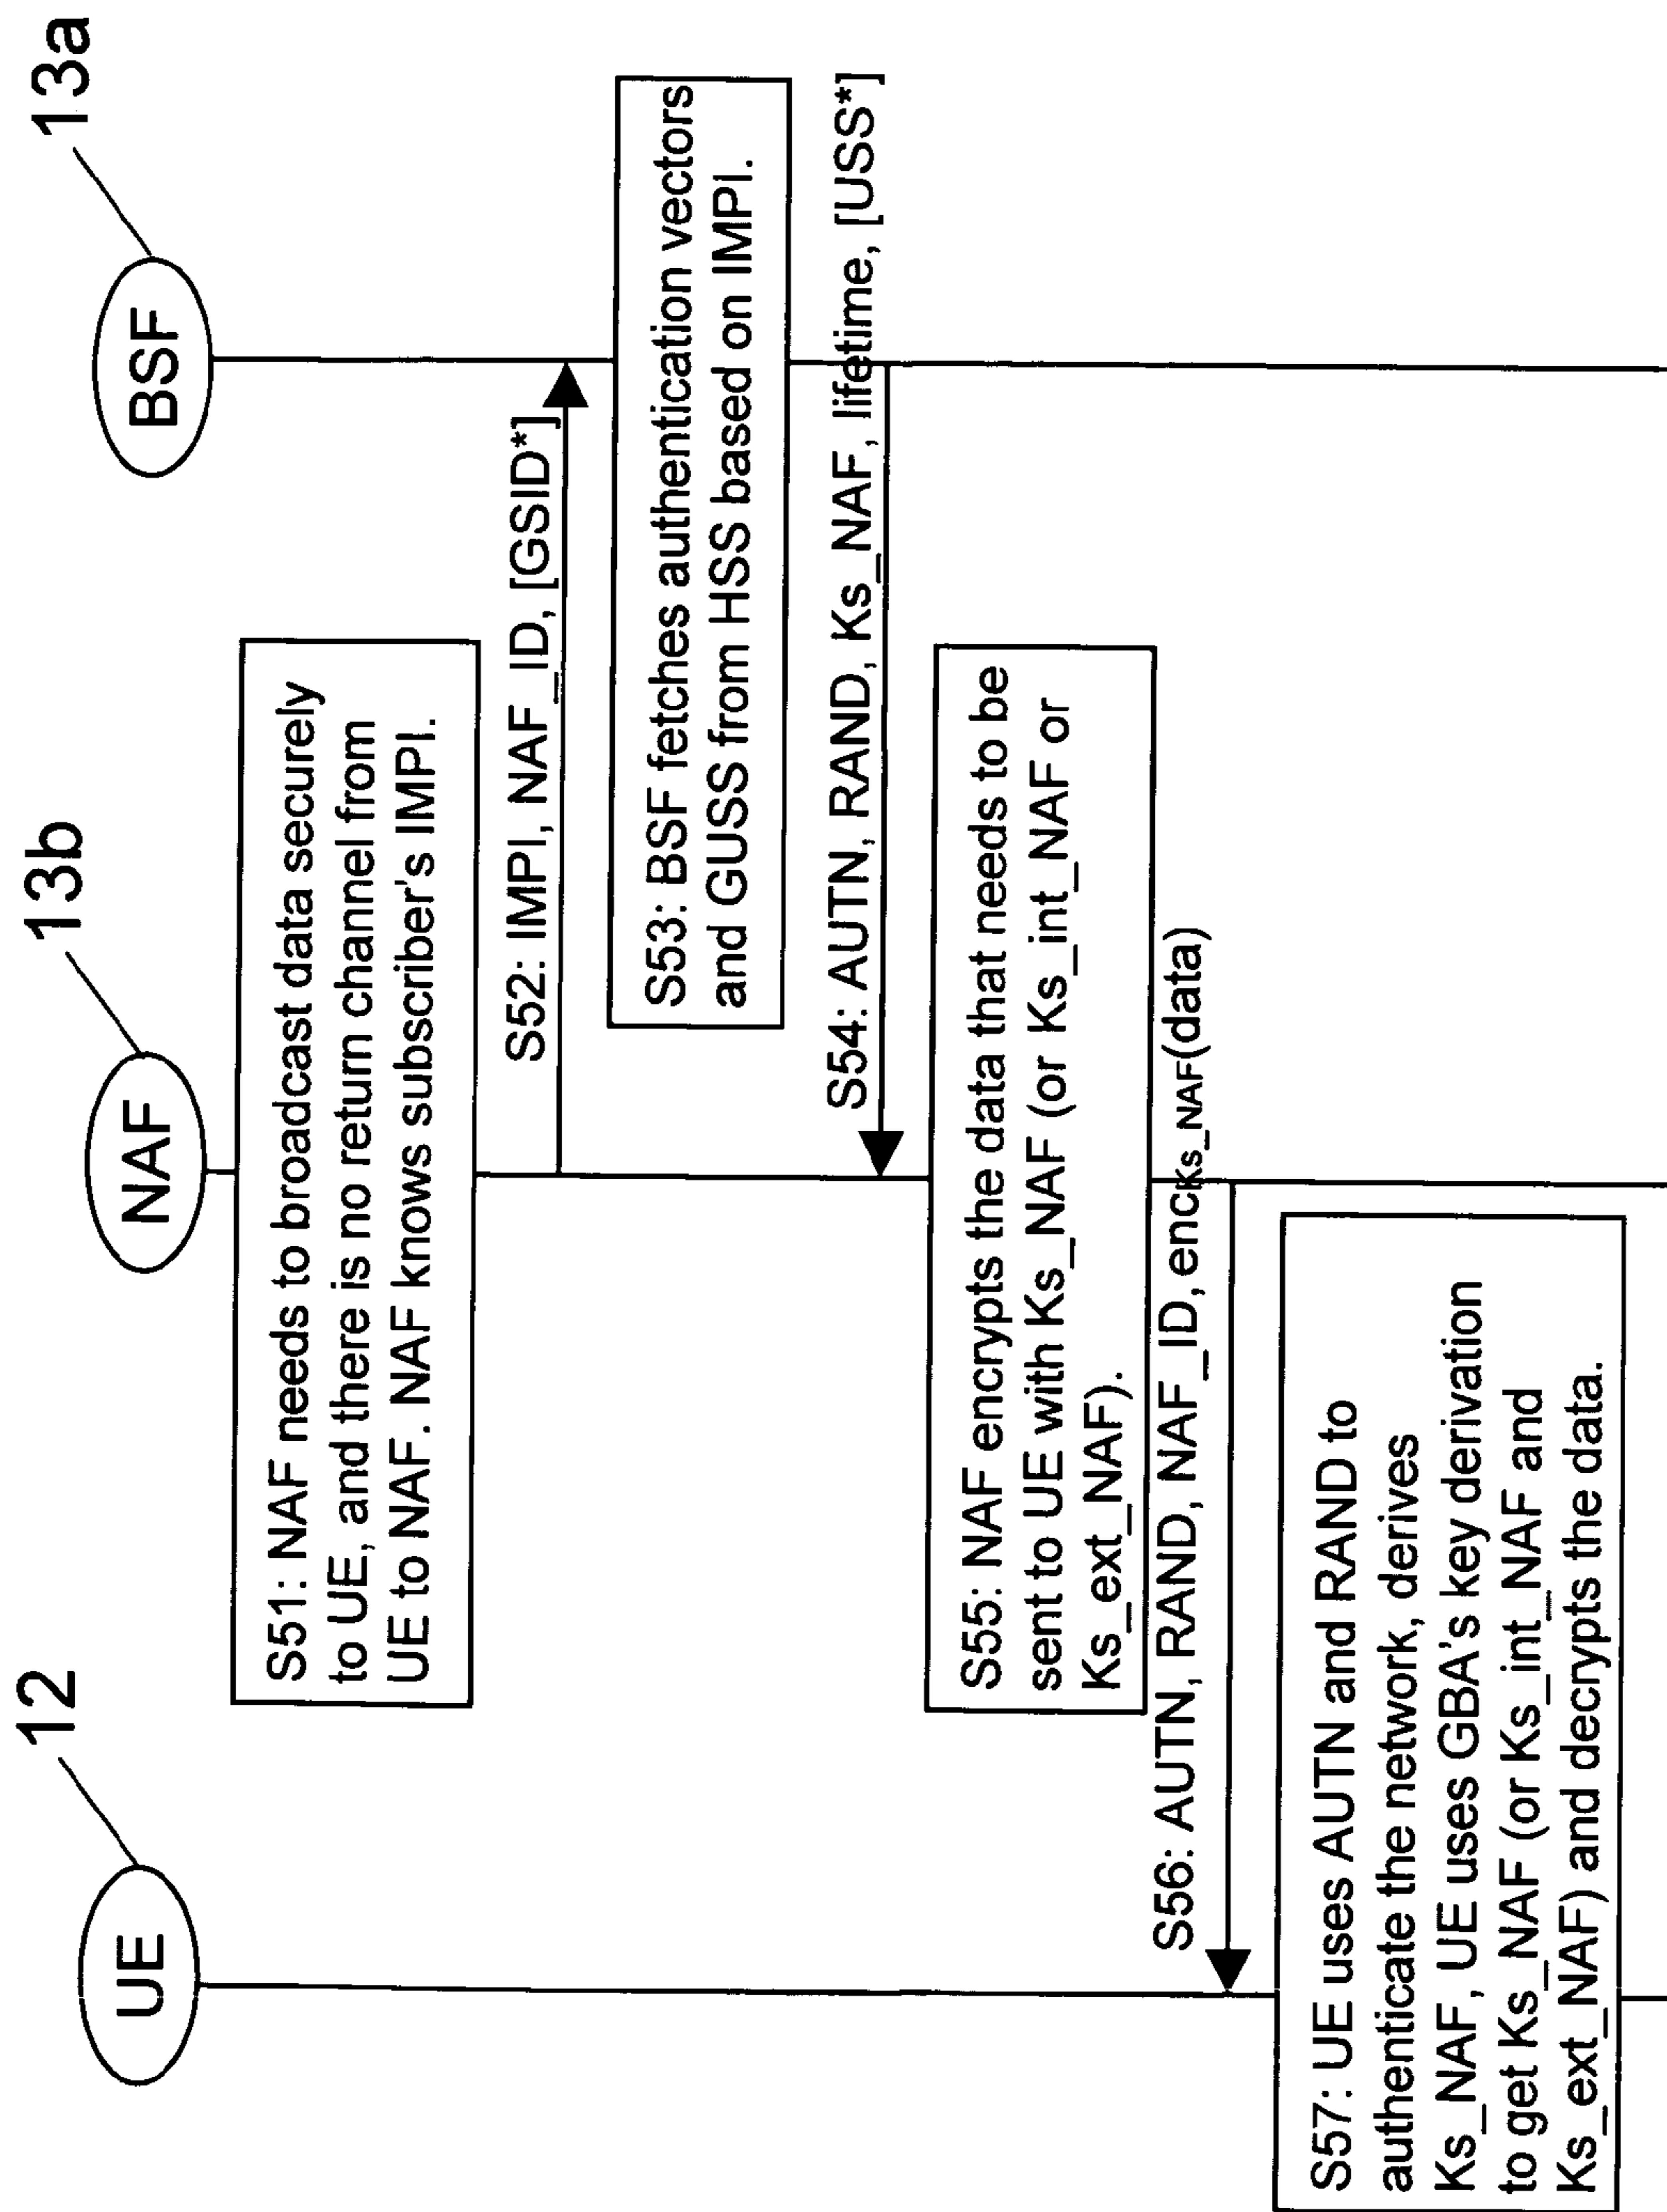 12
13b
13a
UE
NAF
BSF
S51: NAF needs to broadcast data securely
to UE, and there is no return channel from
UE to NAF. NAF knows subscriber's IMPI.
S52: IMPI, NAF_ID, [GSID*]
S53: BSF fetches authentication vectors
and GUSS from HSS based on IMPI.
S54: AUTN, RAND, Ks_NAF, lifetime, [USS*]
S55: NAF encrypts the data that needs to be
sent to UE with Ks_NAF (or Ks_int_NAF or
Ks_ext_NAF).
S56: AUTN, RAND, NAF_ID, encKs_NAF(data)
S57: UE uses AUTN and RAND to
authenticate the network, derives
Ks_NAF, UE uses GBA's key derivation
to get Ks_NAF (or Ks_int_NAF and
Ks_ext_NAF) and decrypts the data.